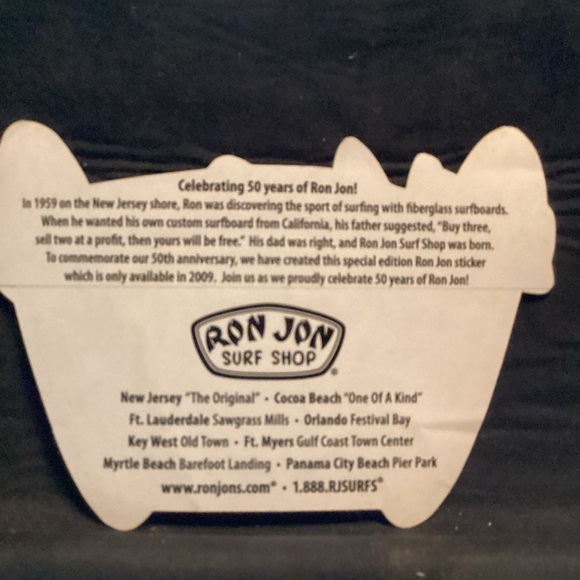 Celebrating 50 years of Ron Jon!
In 1959 on the New Jersey shore, Ron was discovering the sport of surfing with fiberglass surfboards.
When he wanted his own custom surfboard from California, his father suggested, "Buy three,
sell two at a profit, then yours will be free." His dad was right, and Ron Jon Surf Shop was born.
To commemorate our 50th anniversary, we have created this special edition Ron Jon sticker
which is only available in 2009. Join us as we proudly celebrate 50 years of Ron Jon!
RON JON
SURF SHOP®
New Jersey "The Original" • Cocoa Beach "One Of A Kind"
Ft. Lauderdale Sawgrass Mills • Orlando Festival Bay
Key West Old Town • Ft. Myers Gulf Coast Town Center
Myrtle Beach Barefoot Landing • Panama City Beach Pier Park
www.ronjons.com® • 1.888.RJSURFS®